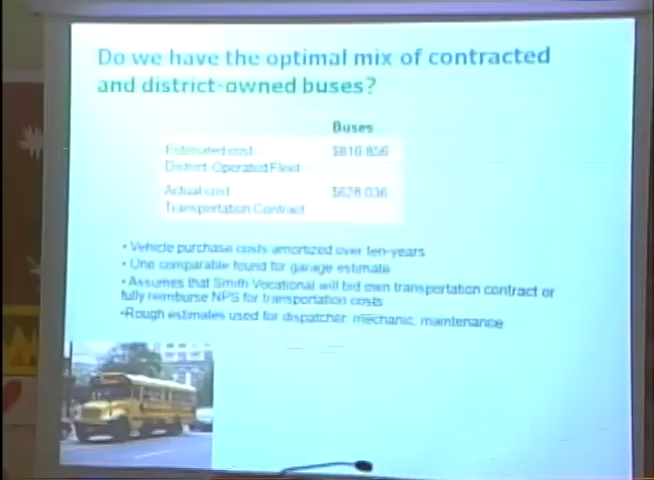 Do we have the optimal mix of contracted
and district-owned buses?
Buses
Estimated cost $816,856
District-Operated Fleet
Actual cost $628,036
Transportation Contract
• Vehicle purchase costs amortized over ten-years
• One comparable found for garage estimate
• Assumes that Smith Vocational will bid own transportation contract or
fully reimburse NPS for transportation costs
•Rough estimates used for dispatcher, mechanic, maintenance